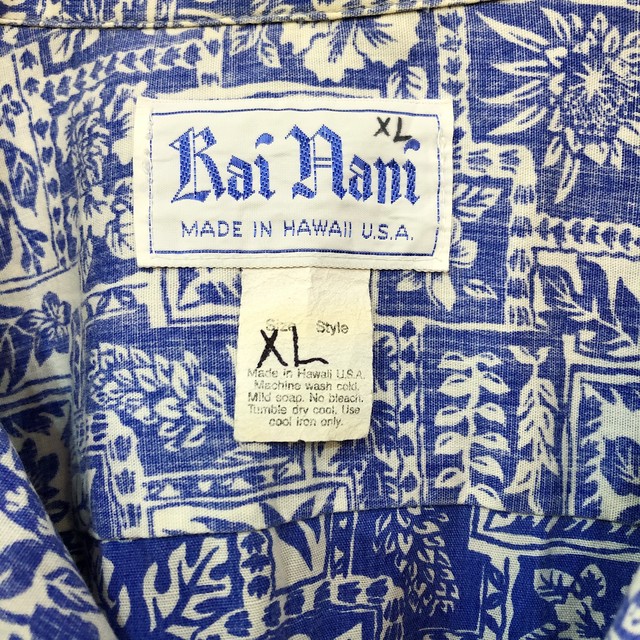 XL
Kai Nani
MADE IN HAWAII U.S.A.
Size Style
XL
Made in Hawaii U.S.A.
Machine wash cold.
Mild soap. No bleach.
Tumble dry cool. Use
cool iron only.